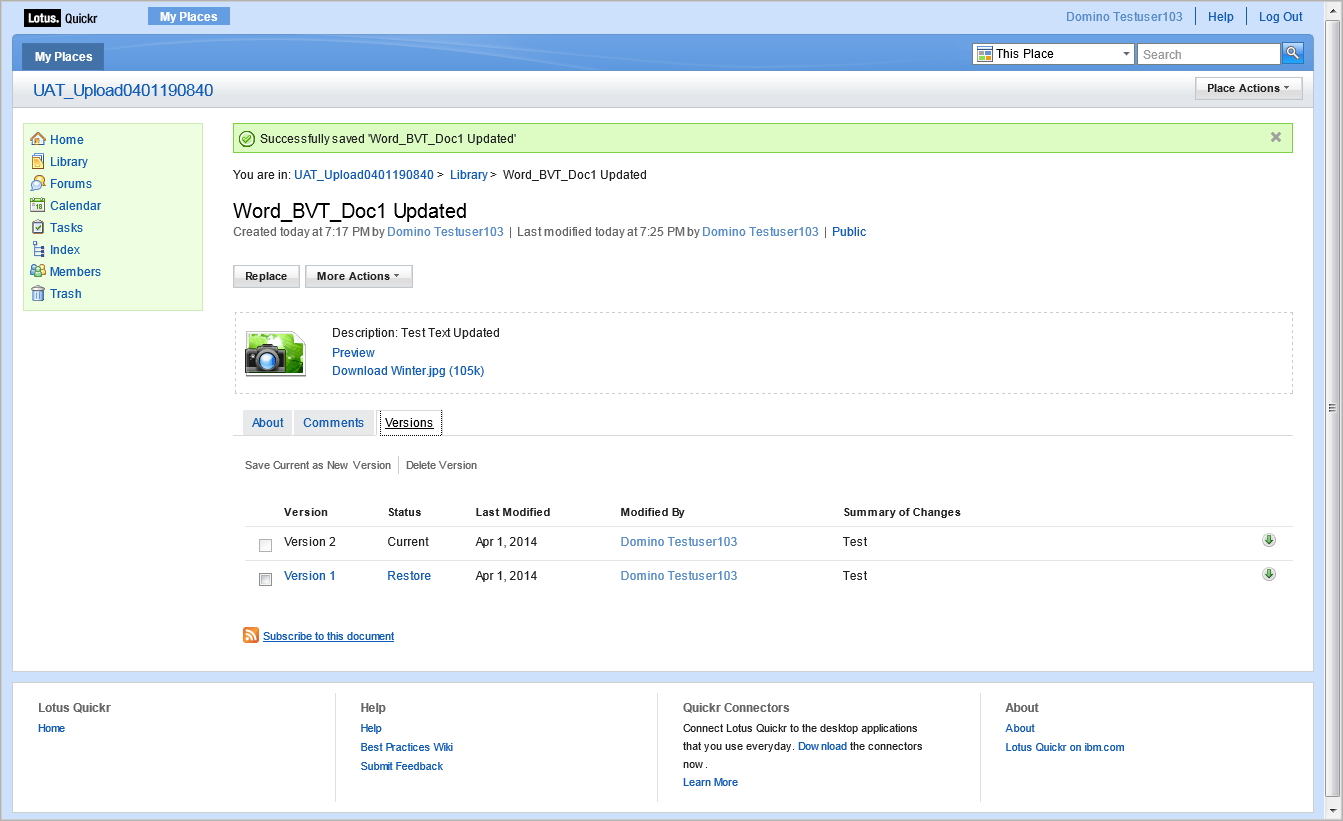 Lotus. Quickr My Places Domino Testuser103 Help Log Out
My Places This Place Search
UAT_Upload0401190840 Place Actions
Home
Library
Forums
Calendar
Tasks
Index
Members
Trash
Successfully saved 'Word_BVT_Doc1 Updated'
You are in: UAT_Upload0401190840 > Library > Word_BVT_Doc1 Updated
Word_BVT_Doc1 Updated
Created today at 7:17 PM by Domino Testuser103 | Last modified today at 7:25 PM by Domino Testuser103 | Public
Replace More Actions
Description: Test Text Updated
Preview
Download Winter.jpg (105k)
About Comments Versions
Save Current as New Version Delete Version
Version Status Last Modified Modified By Summary of Changes
Version 2 Current Apr 1, 2014 Domino Testuser103 Test
Version 1 Restore Apr 1, 2014 Domino Testuser103 Test
Subscribe to this document
Lotus Quickr
Home
Help
Help
Best Practices Wiki
Submit Feedback
Quickr Connectors
Connect Lotus Quickr to the desktop applications
that you use everyday. Download the connectors
now.
Learn More
About
About
Lotus Quickr on ibm.com